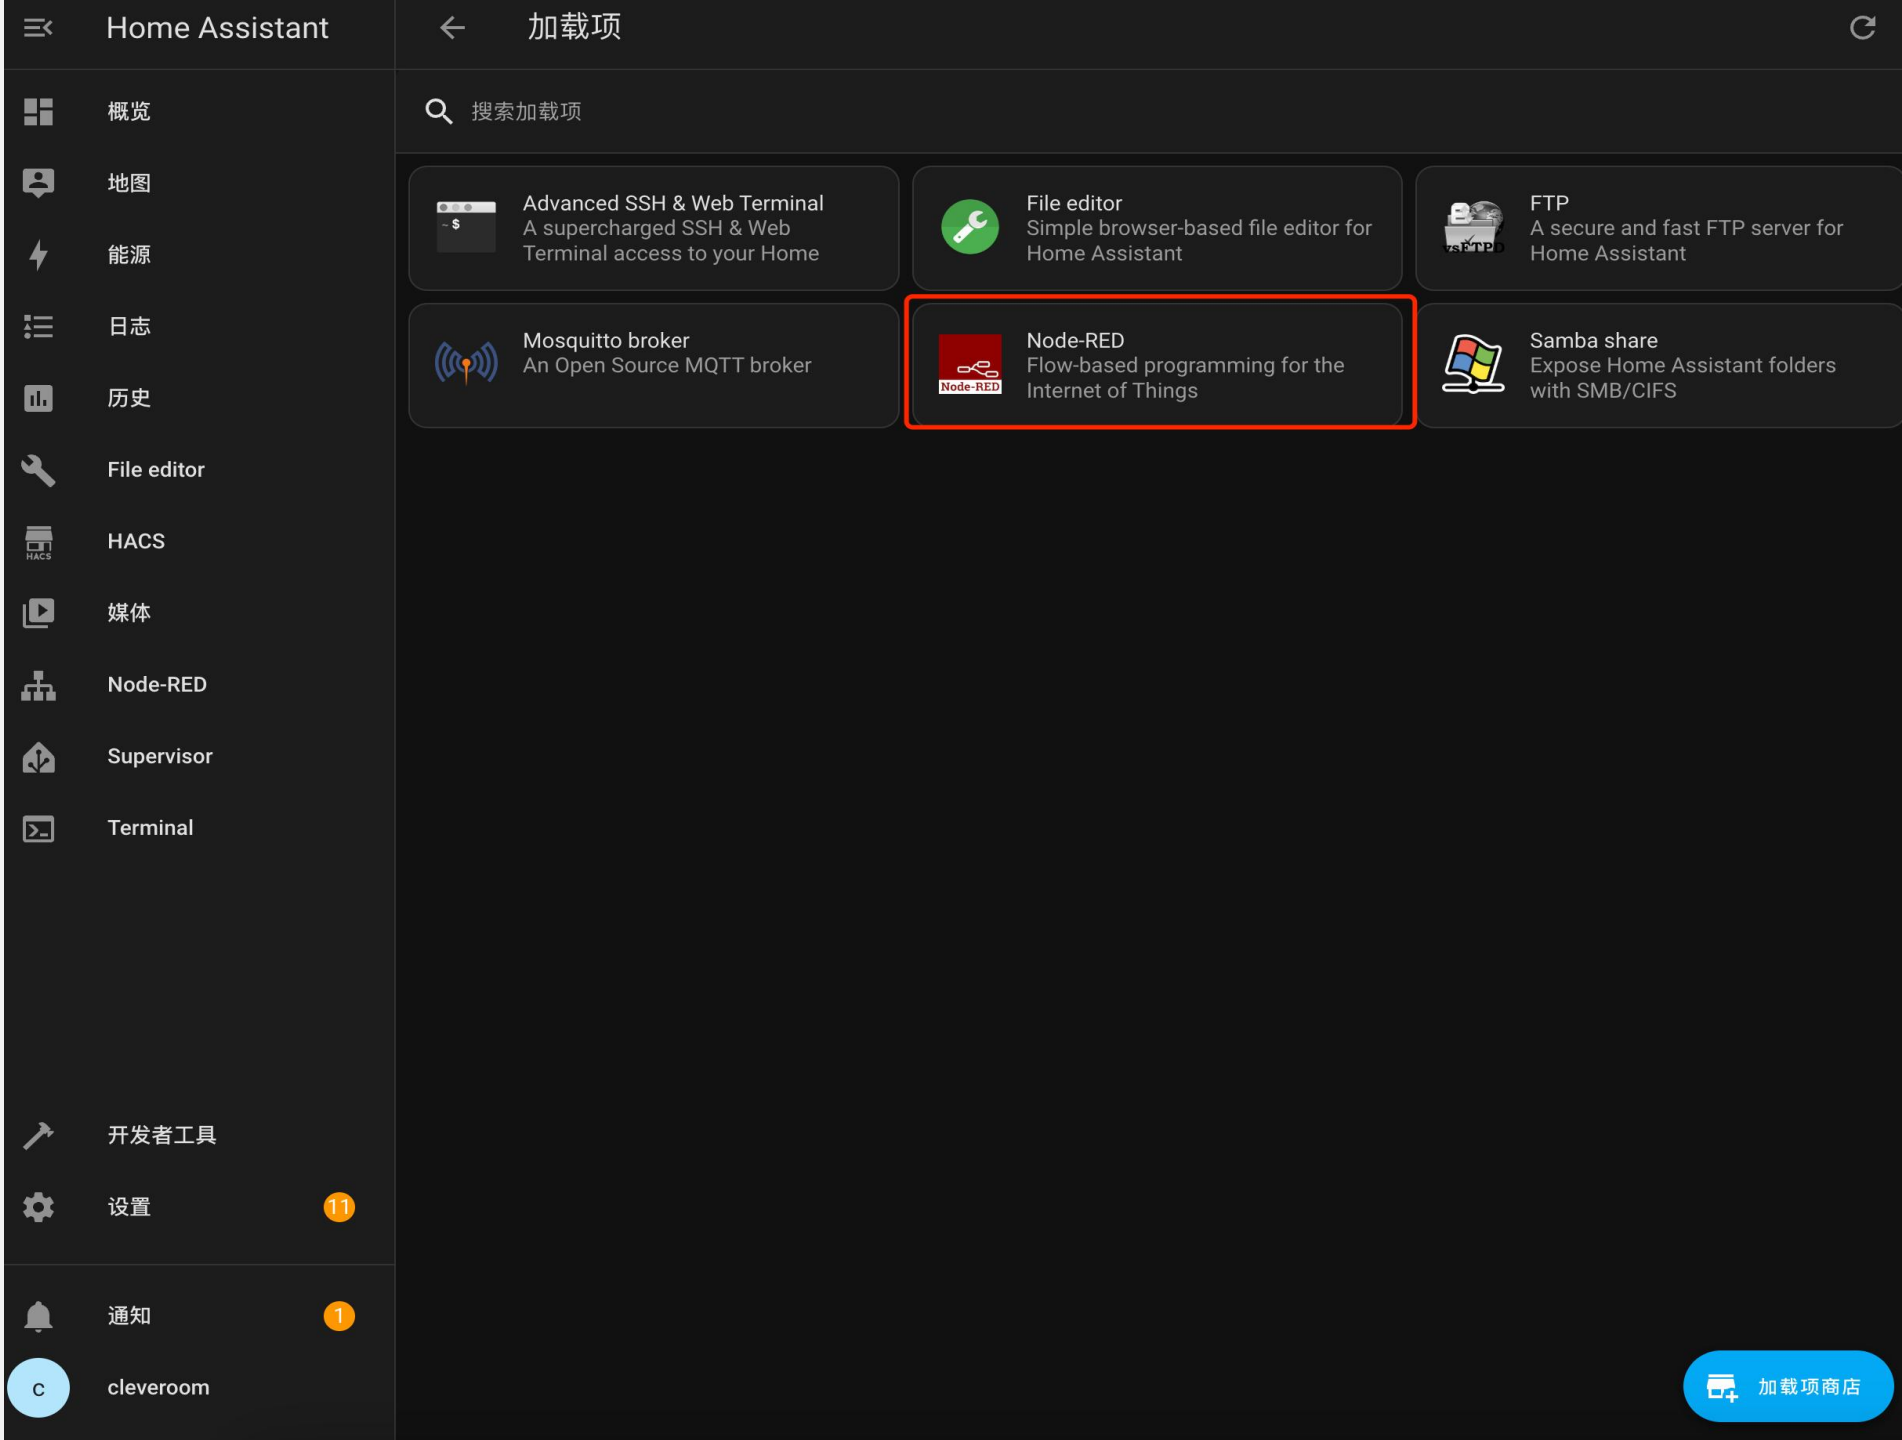 Home Assistant
加载项
搜索加载项
概览
地图
能源
日志
历史
File editor
HACS
HACS
媒体
Node-RED
Supervisor
Terminal
开发者工具
设置
11
通知
1
c
cleveroom
~ $
Advanced SSH & Web Terminal
A supercharged SSH & Web
Terminal access to your Home
File editor
Simple browser-based file editor for
Home Assistant
vsFTPD
FTP
A secure and fast FTP server for
Home Assistant
Mosquitto broker
An Open Source MQTT broker
Node-RED
Node-RED
Flow-based programming for the
Internet of Things
Samba share
Expose Home Assistant folders
with SMB/CIFS
加载项商店